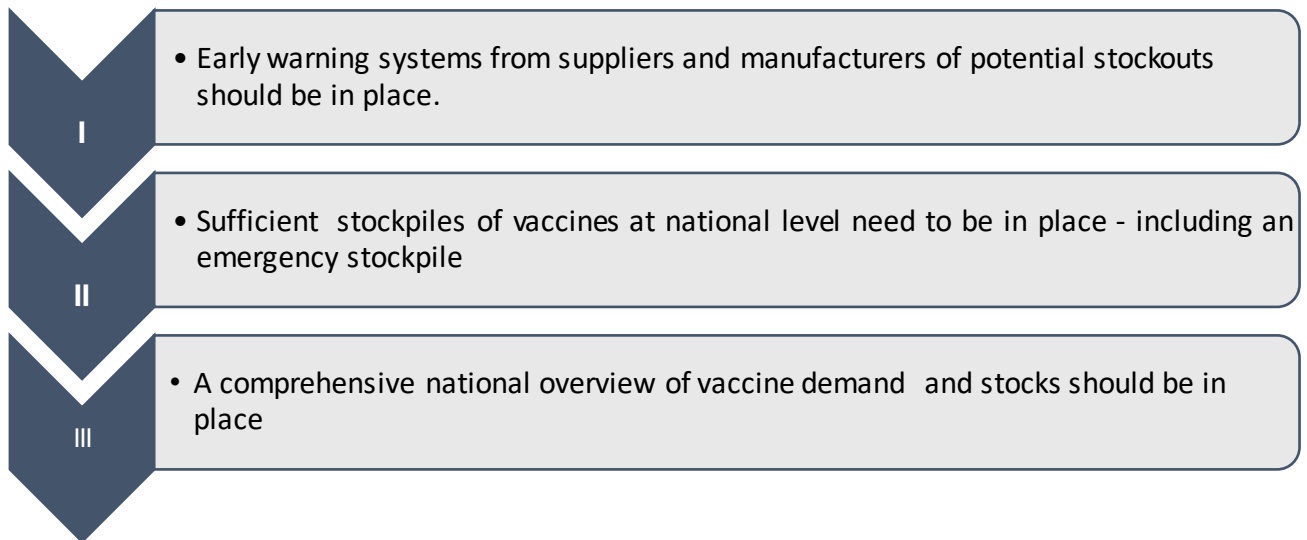 I
• Early warning systems from suppliers and manufacturers of potential stockouts
should be in place.
II
• Sufficient stockpiles of vaccines at national level need to be in place - including an
emergency stockpile
III
• A comprehensive national overview of vaccine demand and stocks should be in
place